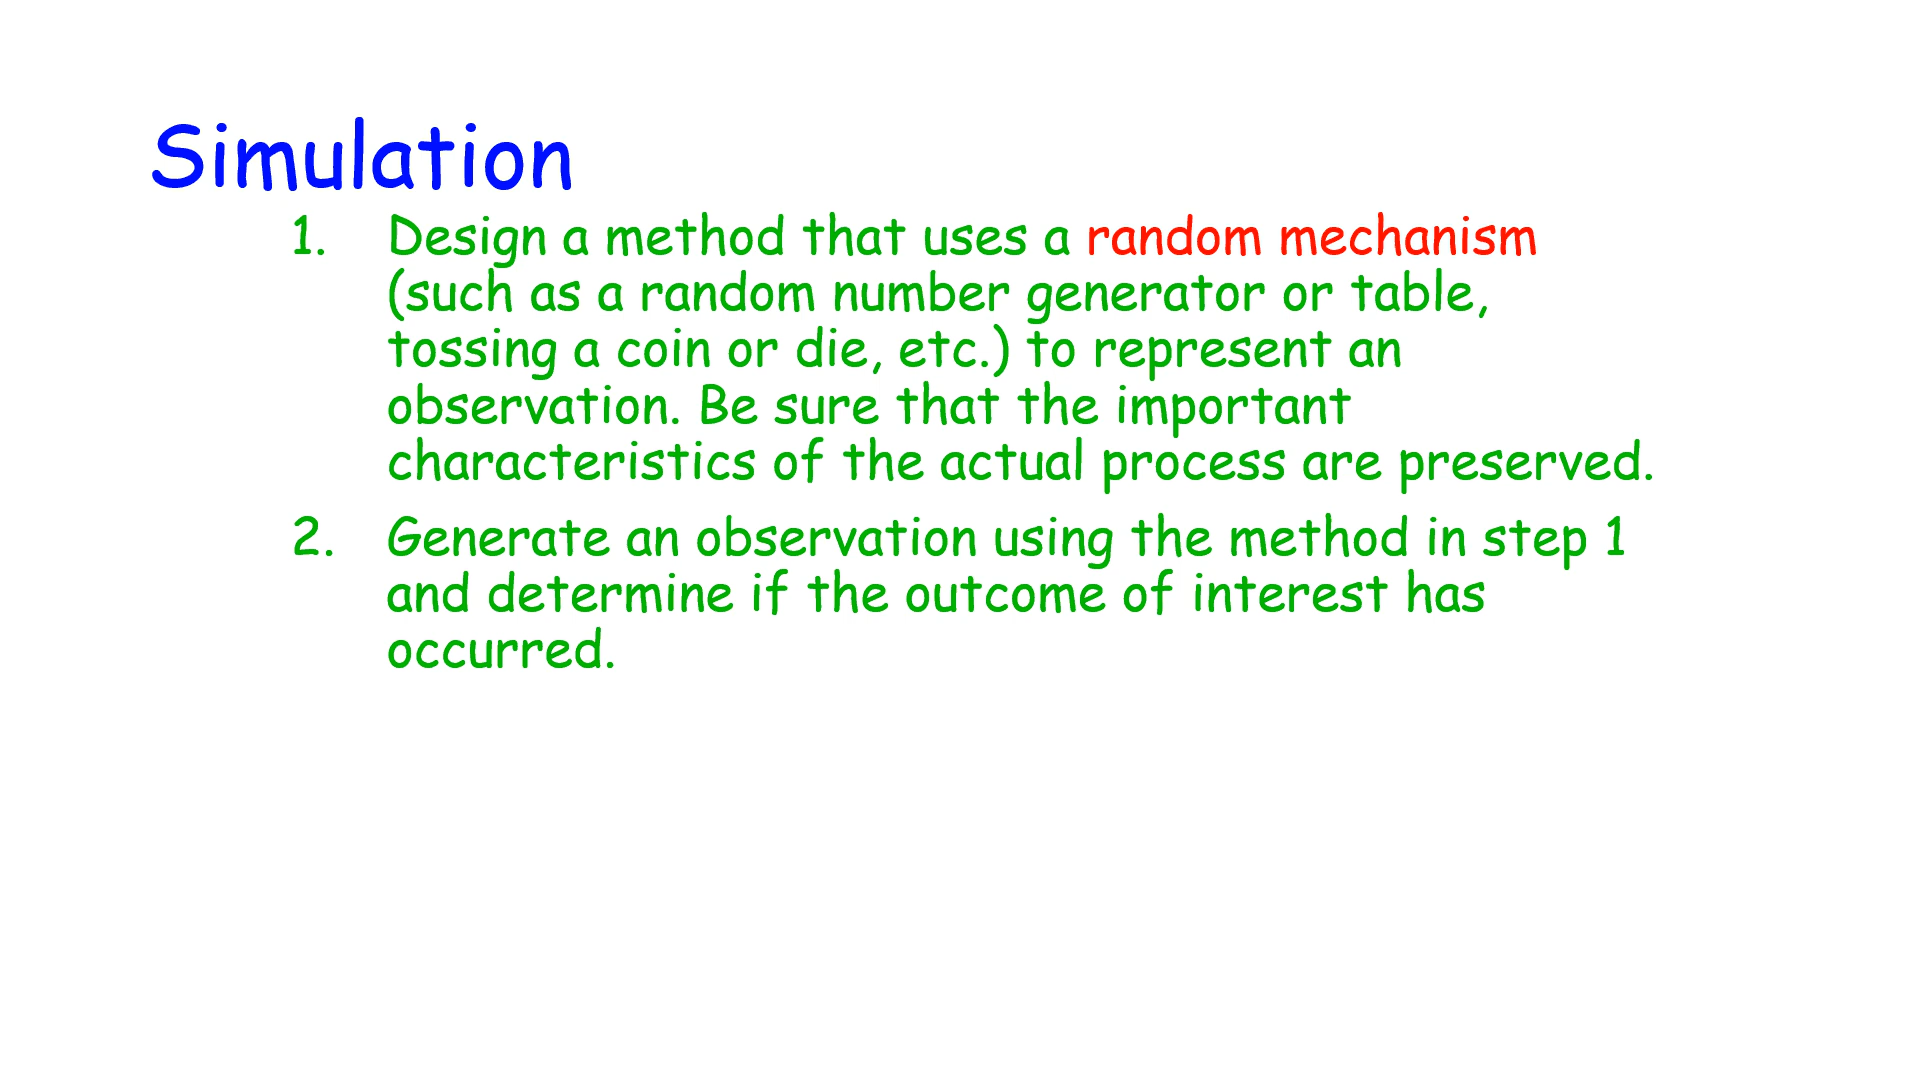 Simulation
1. Design a method that uses a random mechanism
(such as a random number generator or table,
tossing a coin or die, etc.) to represent an
observation. Be sure that the important
characteristics of the actual process are preserved.
2. Generate an observation using the method in step 1
and determine if the outcome of interest has
occurred.